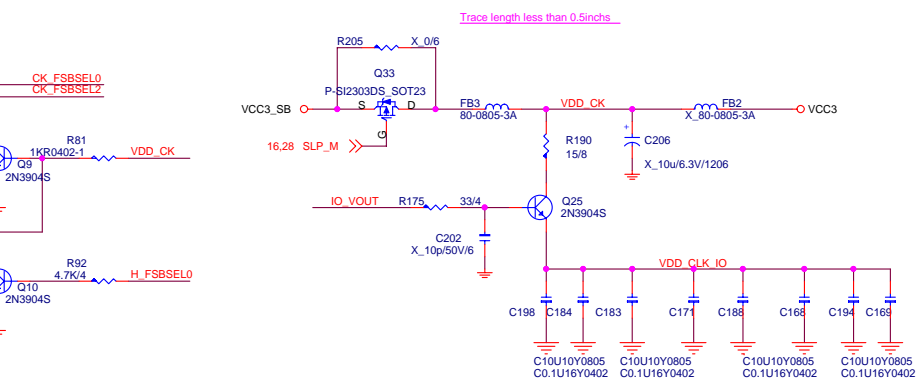 Trace length less than 0.5inchs
R205 X_0/6
Q33
P-SI2303DS_SOT23
CK_FSBSEL0
CK_FSBSEL2
VCC3_SB S D FB3 VDD_CK FB2 VCC3
80-0805-3A X_80-0805-3A
G
16,28 SLP_M
R190
15/8
+
C206
X_10u/6.3V/1206
R81
1KR0402-1 VDD_CK
Q9
2N3904S
IO_VOUT R175 33/4 Q25
2N3904S
C202
X_10p/50V/6
R92
4.7K/4 H_FSBSEL0
Q10
2N3904S
VDD_CLK_IO
C198 C184 C183 C171 C188 C168 C194 C169
C10U10Y0805 C10U10Y0805 C10U10Y0805 C10U10Y0805
C0.1U16Y0402 C0.1U16Y0402 C0.1U16Y0402 C0.1U16Y0402